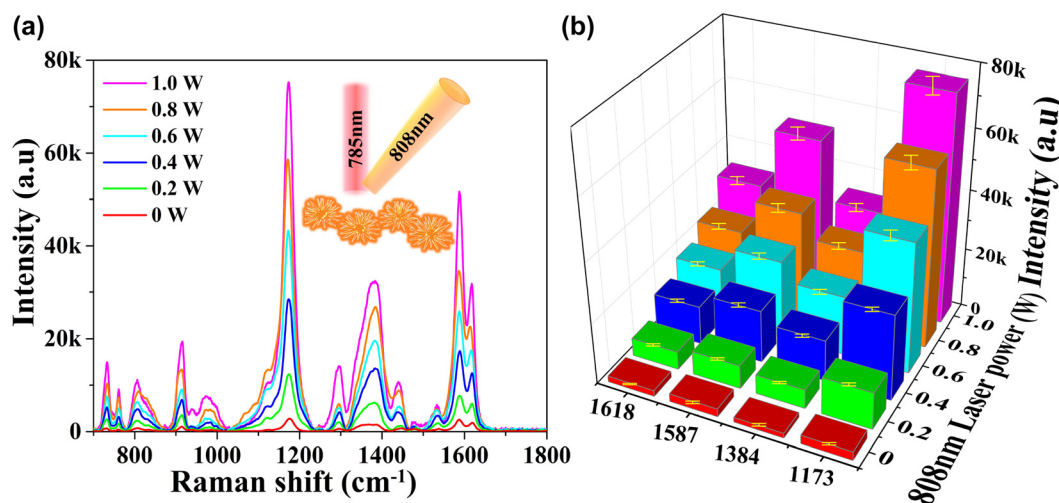 (a)
80k
60k
40k
20k
0
Intensity (a.u)
1.0 W
0.8 W
0.6 W
0.4 W
0.2 W
0 W
785nm
808nm
800
1000
1200
1400
1600
1800
Raman shift (cm⁻¹)
(b)
80k
60k
40k
20k
0
Intensity (a.u)
1.0
0.8
0.6
0.4
0.2
0
808nm Laser power (W)
1618
1587
1384
1173